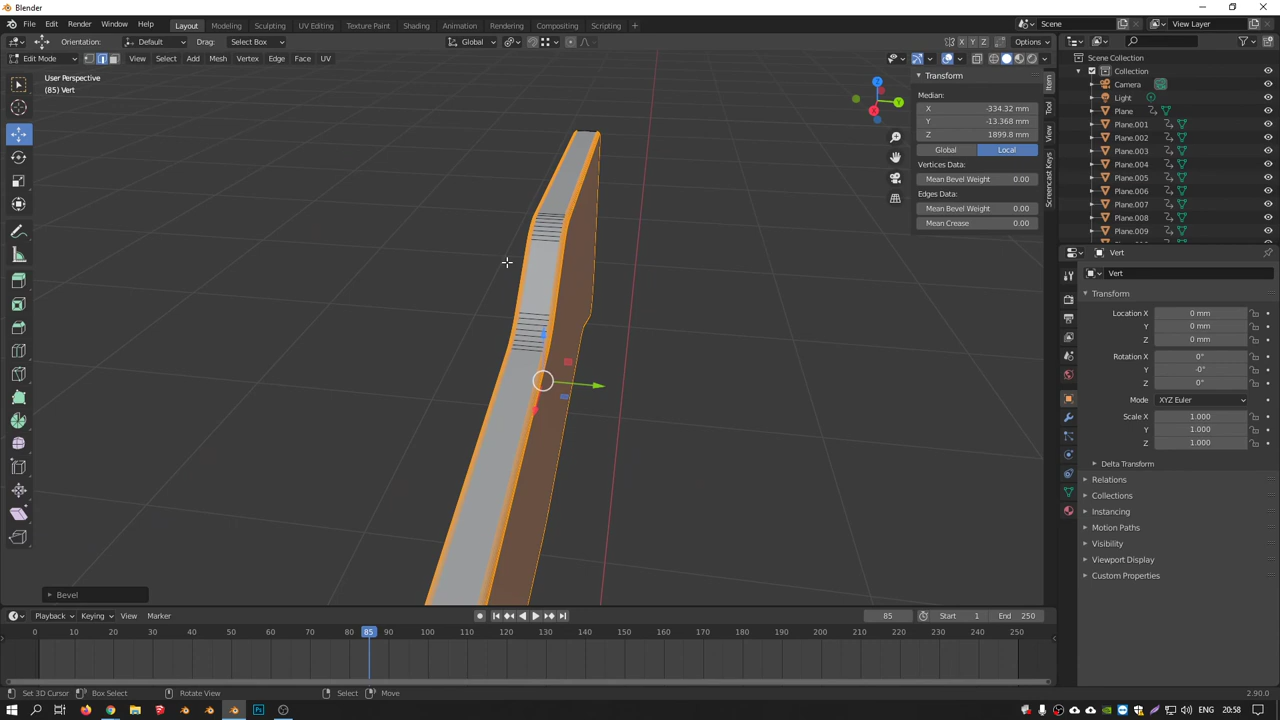 Blender
File Edit Render Window Help Layout Modeling Sculpting UV Editing Texture Paint Shading Animation Rendering Compositing Scripting + Scene View Layer
Orientation: Default Drag: Select Box Global X Y Z Options
Edit Mode View Select Add Mesh Vertex Edge Face UV
User Perspective
(85) Vert
Z
Y
X
Transform
Median:
X -334.32 mm
Y -13.368 mm
Z 1899.8 mm
Global Local
Vertices Data:
Mean Bevel Weight 0.00
Edges Data:
Mean Bevel Weight 0.00
Mean Crease 0.00
Item
Tool
View
Screencast Keys
Scene Collection
Collection
Camera
Light
Plane
Plane.001
Plane.002
Plane.003
Plane.004
Plane.005
Plane.006
Plane.007
Plane.008
Plane.009
Vert
Vert
Transform
Location X 0 mm
Y 0 mm
Z 0 mm
Rotation X 0°
Y -0°
Z 0°
Mode XYZ Euler
Scale X 1.000
Y 1.000
Z 1.000
Delta Transform
Relations
Collections
Instancing
Motion Paths
Visibility
Viewport Display
Custom Properties
Bevel
Playback Keying View Marker 85 Start 1 End 250
0 10 20 30 40 50 60 70 80 85 90 100 110 120 130 140 150 160 170 180 190 200 210 220 230 240 250
Set 3D Cursor Box Select Rotate View Select Move 2.90.0
ENG 20:58